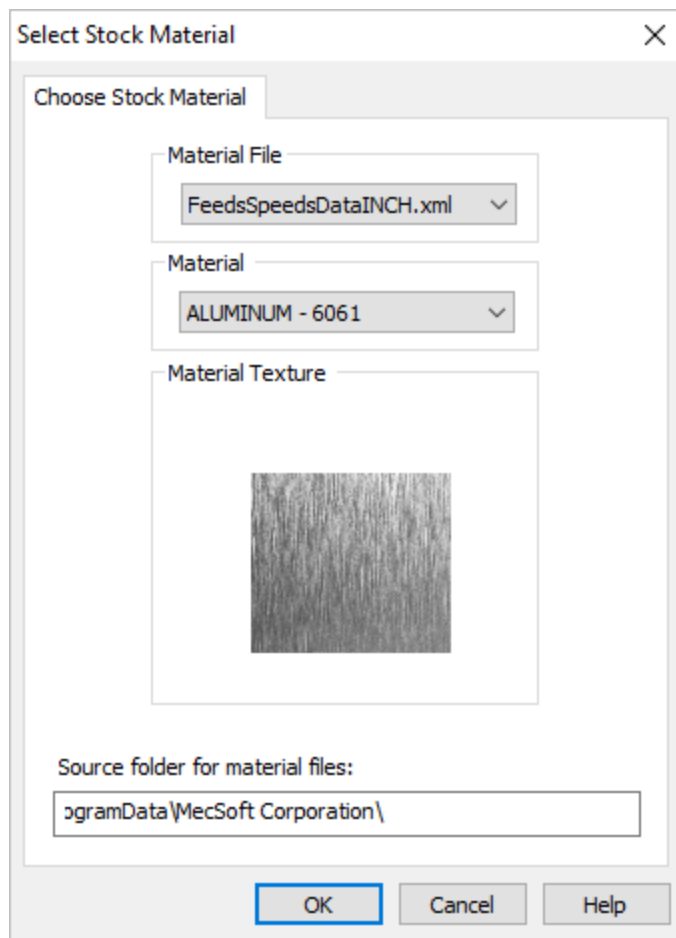 Select Stock Material
Choose Stock Material
Material File
FeedsSpeedsDataINCH.xml
Material
ALUMINUM - 6061
Material Texture
Source folder for material files:
ogramData\MecSoft Corporation\
OK Cancel Help